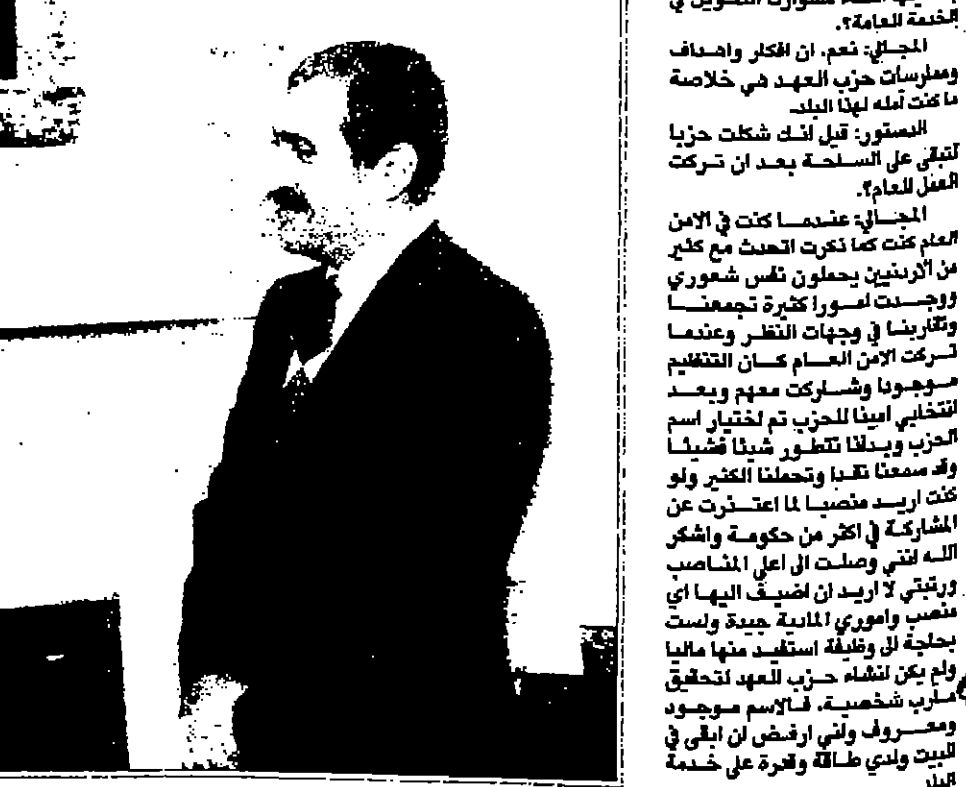 الخدمة العامة؟.
المجالي: نعم. ان افكار واهداف
وممارسات حزب العهد هي خلاصة
ما كنت آمله لهذا البلد.
الدستور: قيل انك شكلت حزبا
لتبقى على الساحة بعد ان تركت
العمل العام؟.
المجالي: عندما كنت في الامن
العام كنت كما ذكرت اتحدث مع كثير
من الاردنيين يحملون نفس شعوري
ووجدت امورا كثيرة تجمعنا
وتقاربنا في وجهات النظر وعندما
تركت الامن العام كان التنظيم
موجودا وشاركت معهم وبعد
انتخابي امينا للحزب تم اختيار اسم
الحزب وبدأنا نتطور شيئا فشيئا
وقد سمعنا نقدا وتحملنا الكثير ولو
كنت اريد منصبا لما اعتذرت عن
المشاركة في اكثر من حكومة واشكر
الله انني وصلت الى اعلى المناصب
ورتبتي لا اريد ان اضيف اليها اي
منصب واموري المادية جيدة ولست
بحاجة الى وظيفة استفيد منها ماليا
ولم يكن انشاء حزب العهد لتحقيق
مآرب شخصية. فالاسم موجود
ومعروف ولني ارفض ان ابقى في
البيت ولدي طاقة وقدرة على خدمة
البلد